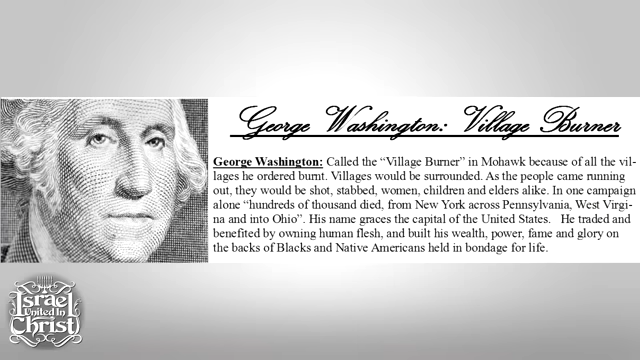 George Washington: Village Burner
George Washington: Called the “Village Burner” in Mohawk because of all the vil-
lages he ordered burnt. Villages would be surrounded. As the people came running
out, they would be shot, stabbed, women, children and elders alike. In one campaign
alone “hundreds of thousand died, from New York across Pennsylvania, West Virgi-
na and into Ohio”. His name graces the capital of the United States. He traded and
benefited by owning human flesh, and built his wealth, power, fame and glory on
the backs of Blacks and Native Americans held in bondage for life.
Israel
United In
Christ